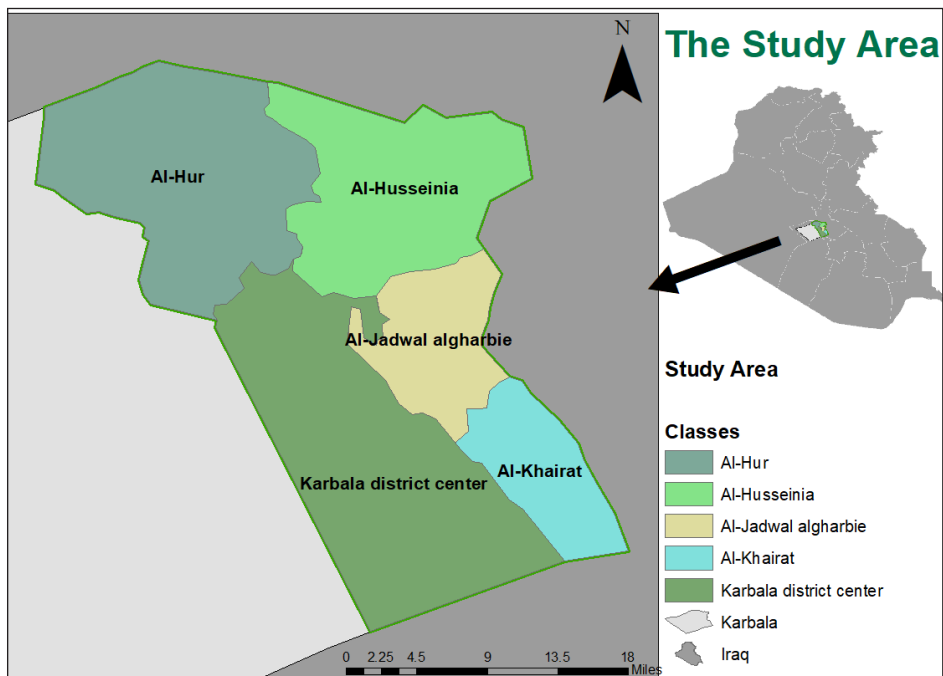 The Study Area
N
Al-Hur
Al-Husseinia
Al-Jadwal algharbie
Al-Khairat
Karbala district center
0 2.25 4.5 9 13.5 18
Miles
Study Area
Classes
Al-Hur
Al-Husseinia
Al-Jadwal algharbie
Al-Khairat
Karbala district center
Karbala
Iraq